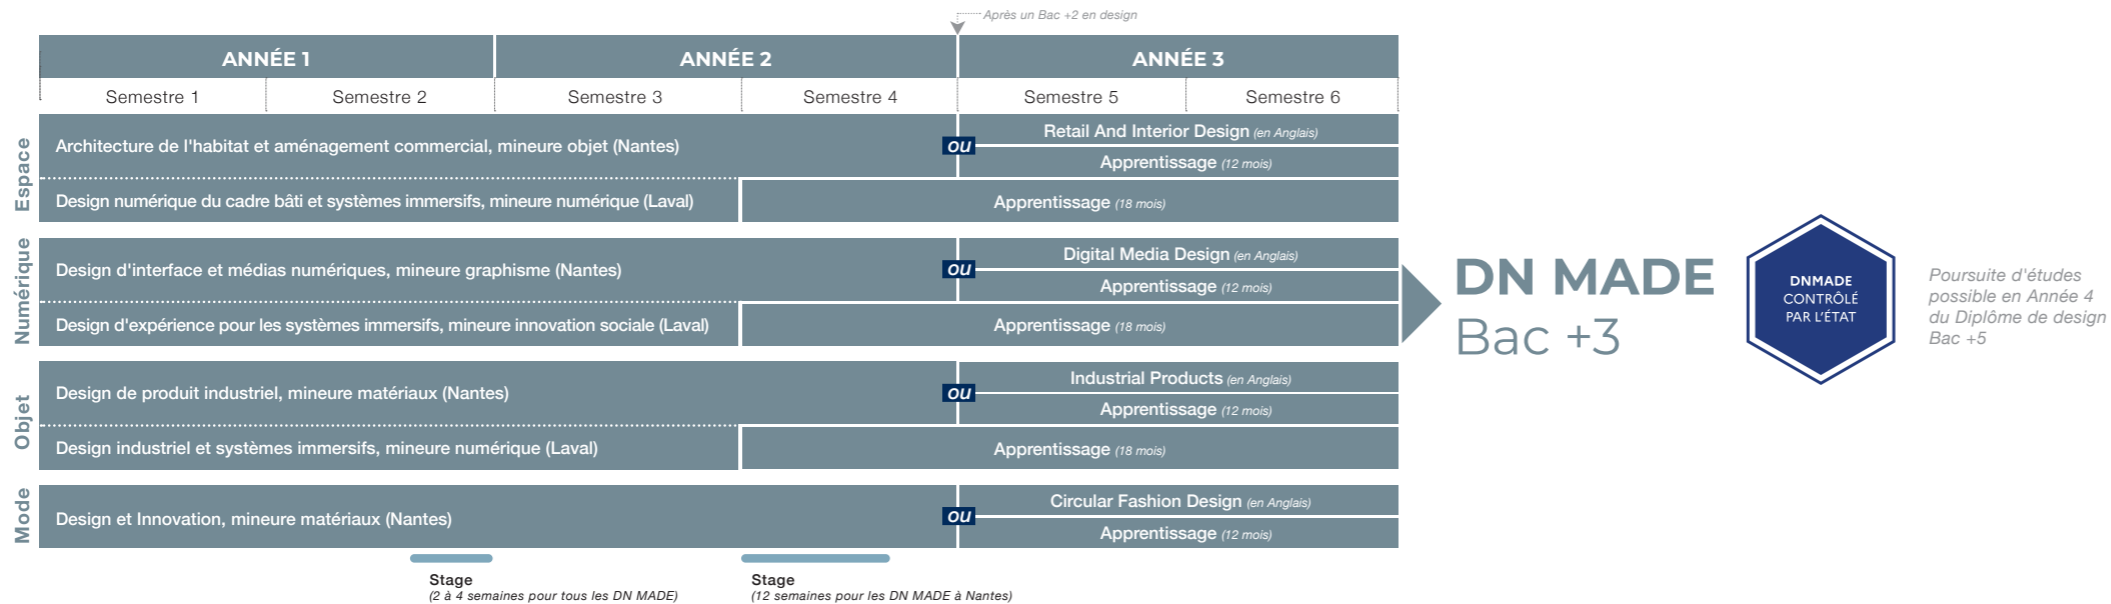 Après un Bac +2 en design
ANNÉE 1
ANNÉE 2
ANNÉE 3
Semestre 1
Semestre 2
Semestre 3
Semestre 4
Semestre 5
Semestre 6
Espace
Architecture de l'habitat et aménagement commercial, mineure objet (Nantes)
ou
Retail And Interior Design (en Anglais)
Apprentissage (12 mois)
Design numérique du cadre bâti et systèmes immersifs, mineure numérique (Laval)
Apprentissage (18 mois)
Numérique
Design d'interface et médias numériques, mineure graphisme (Nantes)
ou
Digital Media Design (en Anglais)
Apprentissage (12 mois)
Design d'expérience pour les systèmes immersifs, mineure innovation sociale (Laval)
Apprentissage (18 mois)
Objet
Design de produit industriel, mineure matériaux (Nantes)
ou
Industrial Products (en Anglais)
Apprentissage (12 mois)
Design industriel et systèmes immersifs, mineure numérique (Laval)
Apprentissage (18 mois)
Mode
Design et Innovation, mineure matériaux (Nantes)
ou
Circular Fashion Design (en Anglais)
Apprentissage (12 mois)
Stage
(2 à 4 semaines pour tous les DN MADE)
Stage
(12 semaines pour les DN MADE à Nantes)
DN MADE
Bac +3
DNMADE
CONTRÔLÉ
PAR L'ÉTAT
Poursuite d'études
possible en Année 4
du Diplôme de design
Bac +5